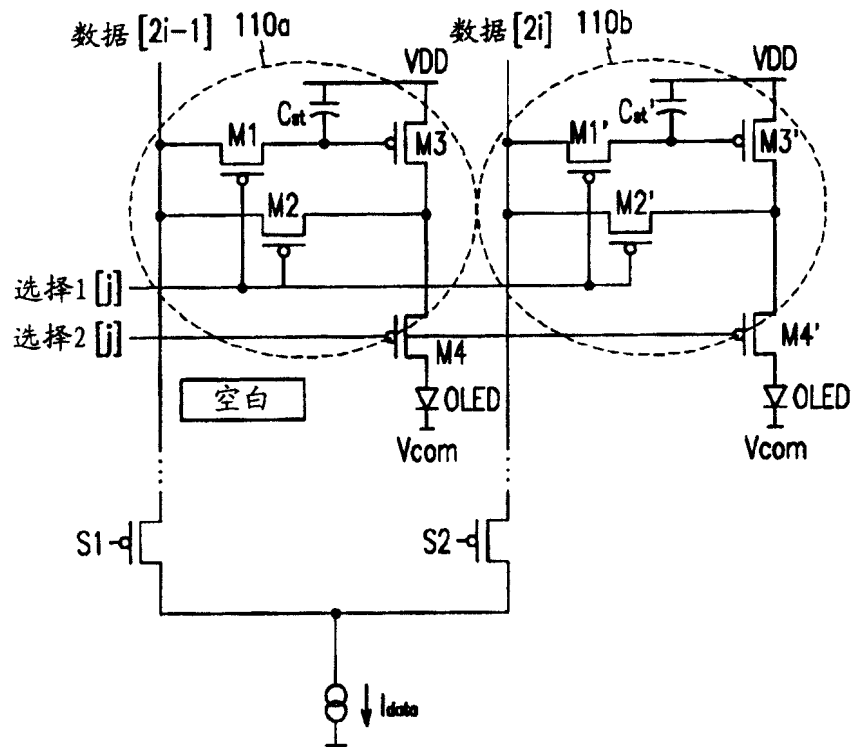 数据[2i-1] 110a 数据[2i] 110b
VDD VDD
Cst Cst'
M1 M3 M1' M3'
M2 M2'
选择1[j]
选择2[j]
M4 M4'
空白
OLED OLED
Vcom Vcom
S1 S2
Idata